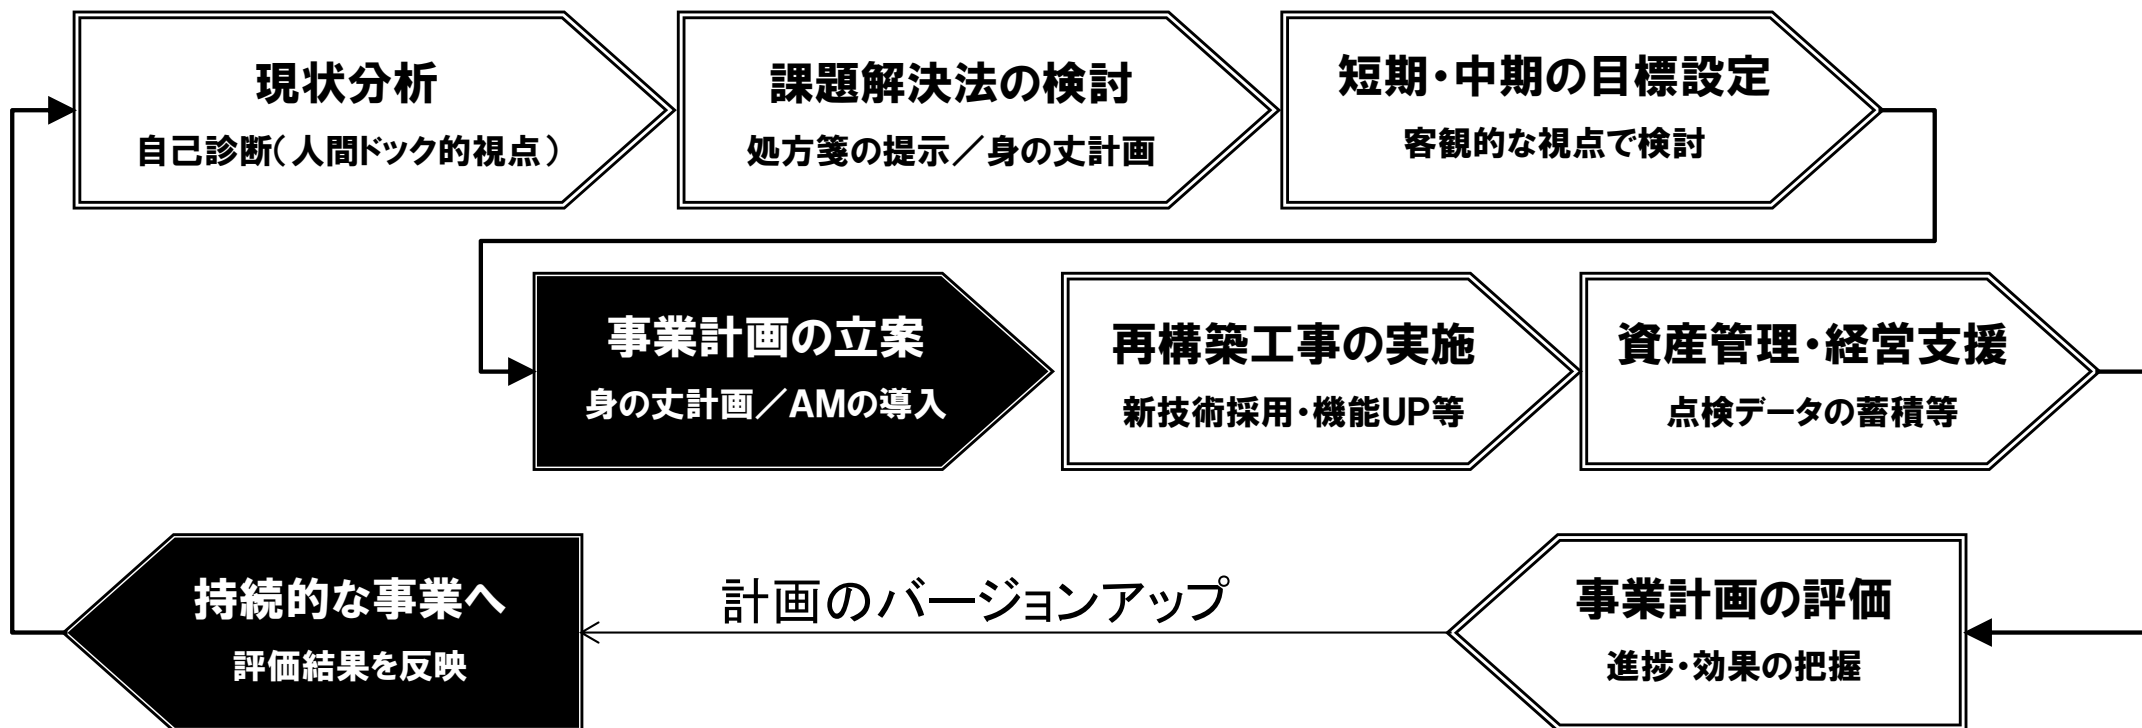 現状分析
自己診断(人間ドック的視点)
課題解決法の検討
処方箋の提示／身の丈計画
短期・中期の目標設定
客観的な視点で検討
事業計画の立案
身の丈計画／AMの導入
再構築工事の実施
新技術採用・機能UP等
資産管理・経営支援
点検データの蓄積等
事業計画の評価
進捗・効果の把握
計画のバージョンアップ
持続的な事業へ
評価結果を反映